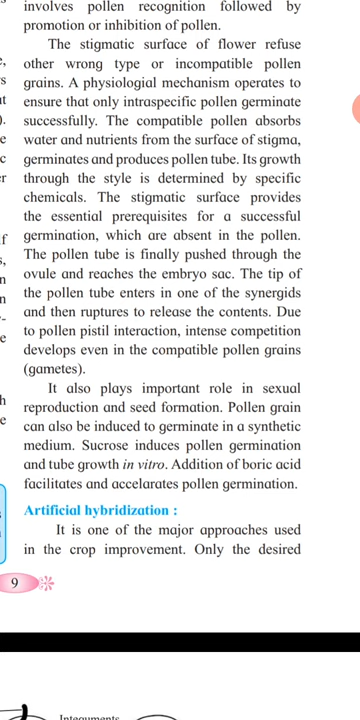 involves pollen recognition followed by
promotion or inhibition of pollen.
The stigmatic surface of flower refuse
other wrong type or incompatible pollen
grains. A physiologial mechanism operates to
ensure that only intraspecific pollen germinate
successfully. The compatible pollen absorbs
water and nutrients from the surface of stigma,
germinates and produces pollen tube. Its growth
through the style is determined by specific
chemicals. The stigmatic surface provides
the essential prerequisites for a successful
germination, which are absent in the pollen.
The pollen tube is finally pushed through the
ovule and reaches the embryo sac. The tip of
the pollen tube enters in one of the synergids
and then ruptures to release the contents. Due
to pollen pistil interaction, intense competition
develops even in the compatible pollen grains
(gametes).
It also plays important role in sexual
reproduction and seed formation. Pollen grain
can also be induced to germinate in a synthetic
medium. Sucrose induces pollen germination
and tube growth in vitro. Addition of boric acid
facilitates and accelarates pollen germination.
Artificial hybridization :
It is one of the major approaches used
in the crop improvement. Only the desired
9
Integuments